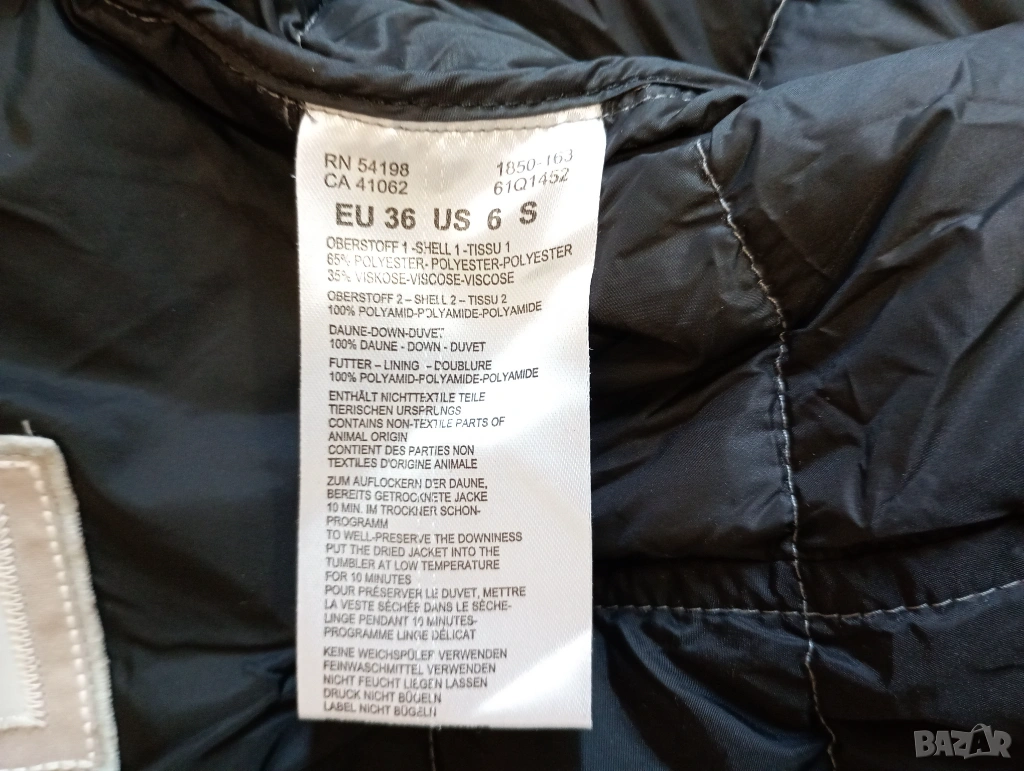 RN 54198 1850-163
CA 41062 61Q1452
EU 36 US 6 S
OBERSTOFF 1-SHELL 1-TISSU 1
65% POLYESTER- POLYESTER-POLYESTER
35% VISKOSE-VISCOSE-VISCOSE
OBERSTOFF 2 – SHELL 2 – TISSU 2
100% POLYAMID-POLYAMIDE-POLYAMIDE
DAUNE-DOWN-DUVET
100% DAUNE - DOWN - DUVET
FUTTER – LINING – DOUBLURE
100% POLYAMID-POLYAMIDE-POLYAMIDE
ENTHÄLT NICHTTEXTILE TEILE
TIERISCHEN URSPRUNGS
CONTAINS NON-TEXTILE PARTS OF
ANIMAL ORIGIN
CONTIENT DES PARTIES NON
TEXTILES D'ORIGINE ANIMALE
ZUM AUFLOCKERN DER DAUNE,
BEREITS GETROCKNETE JACKE
10 MIN. IM TROCKNER SCHON-
PROGRAMM
TO WELL-PRESERVE THE DOWNINESS
PUT THE DRIED JACKET INTO THE
TUMBLER AT LOW TEMPERATURE
FOR 10 MINUTES
POUR PRÉSERVER LE DUVET, METTRE
LA VESTE SÉCHÉE DANS LE SÈCHE-
LINGE PENDANT 10 MINUTES-
PROGRAMME LINGE DÉLICAT
KEINE WEICHSPÜLER VERWENDEN
FEINWASCHMITTEL VERWENDEN
NICHT FEUCHT LIEGEN LASSEN
DRUCK NICHT BÜGELN
LABEL NICHT BÜGELN
BAZAR